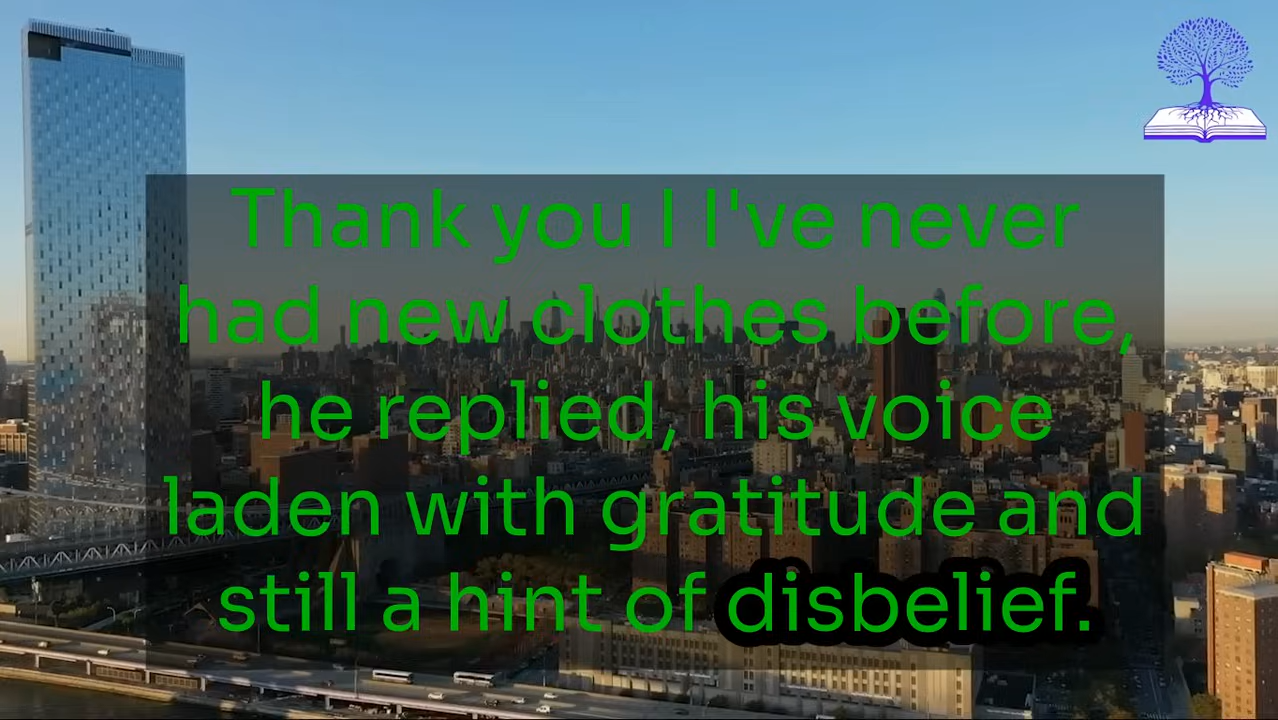 Thank you I I've never
had new clothes before,
he replied, his voice
laden with gratitude and
still a hint of disbelief.